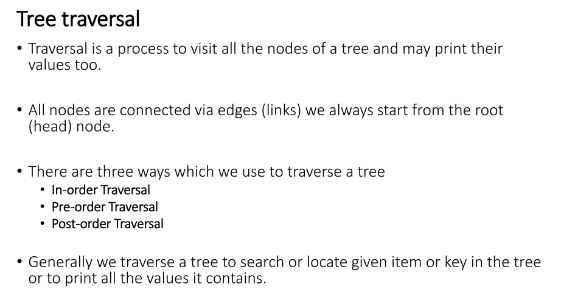 Tree traversal
• Traversal is a process to visit all the nodes of a tree and may print their
values too.
• All nodes are connected via edges (links) we always start from the root
(head) node.
• There are three ways which we use to traverse a tree
• In-order Traversal
• Pre-order Traversal
• Post-order Traversal
• Generally we traverse a tree to search or locate given item or key in the tree
or to print all the values it contains.